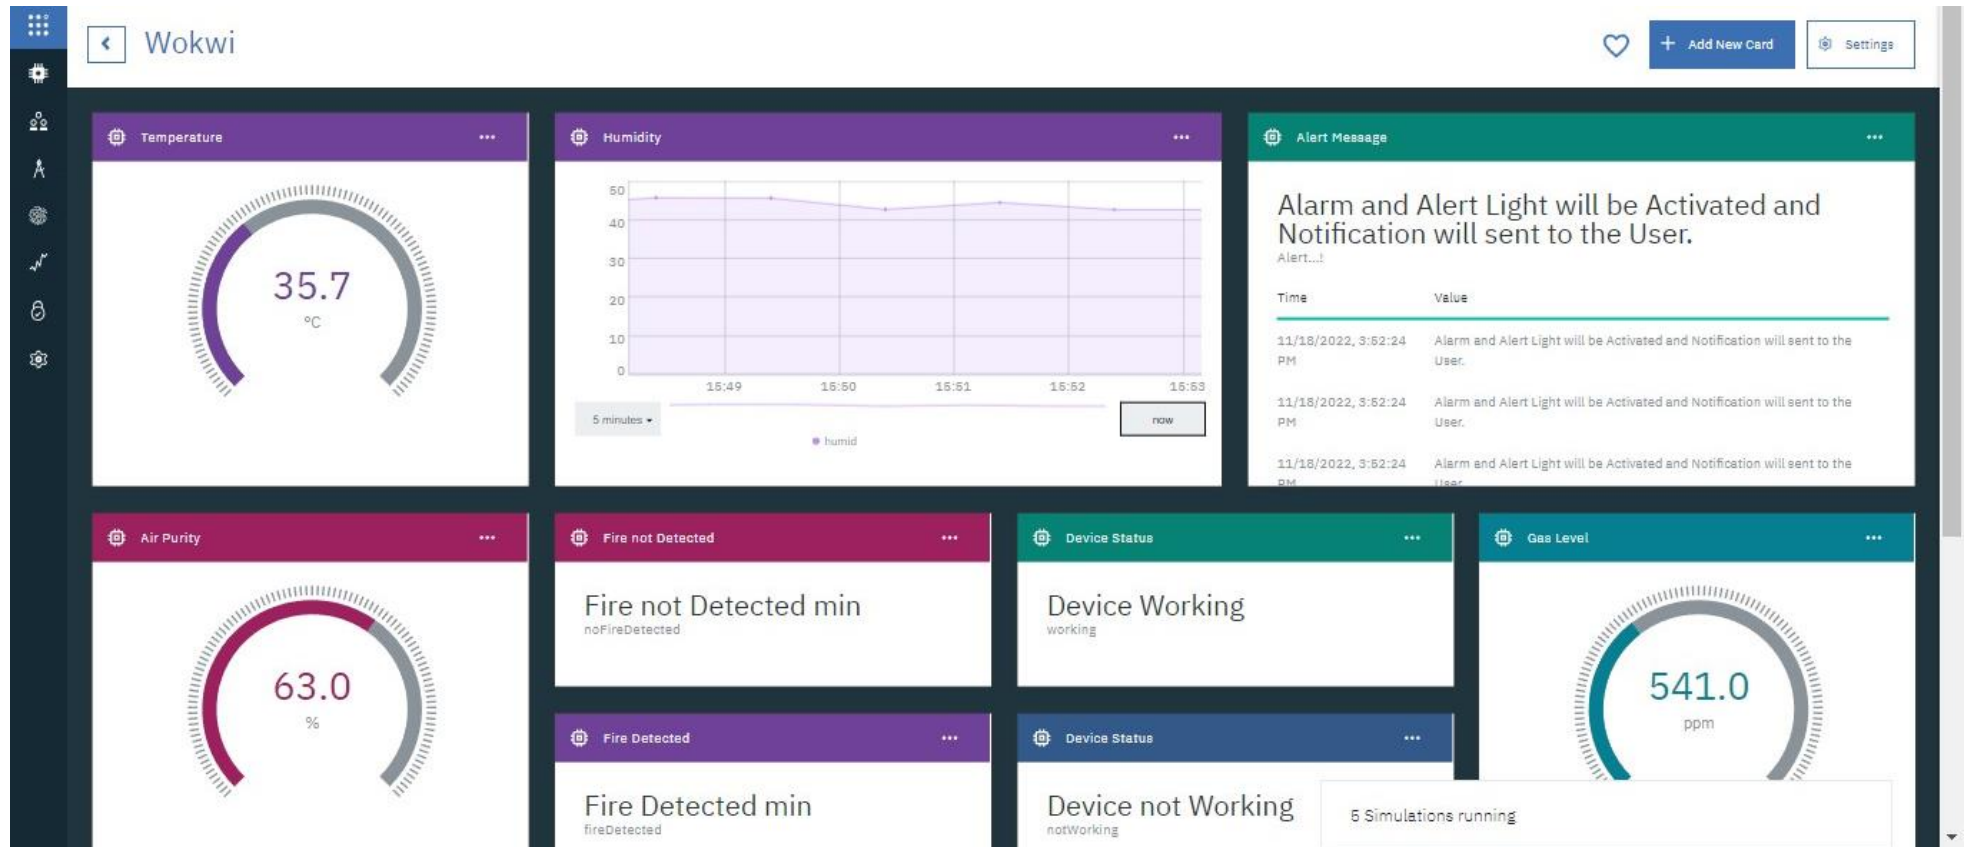 Wokwi
Add New Card
Settings
Temperature
35.7
°C
Humidity
50
40
30
20
10
0
15:49 15:50 15:51 15:52 15:53
5 minutes
now
humid
Alert Message
Alarm and Alert Light will be Activated and
Notification will sent to the User.
Alert...!
Time Value
11/18/2022, 3:52:24 Alarm and Alert Light will be Activated and Notification will sent to the
PM User.
11/18/2022, 3:52:24 Alarm and Alert Light will be Activated and Notification will sent to the
PM User.
11/18/2022, 3:52:24 Alarm and Alert Light will be Activated and Notification will sent to the
PM User
Air Purity
63.0
%
Fire not Detected
Fire not Detected min
noFireDetected
Device Status
Device Working
working
Gas Level
541.0
ppm
Fire Detected
Fire Detected min
fireDetected
Device Status
Device not Working
notWorking
5 Simulations running